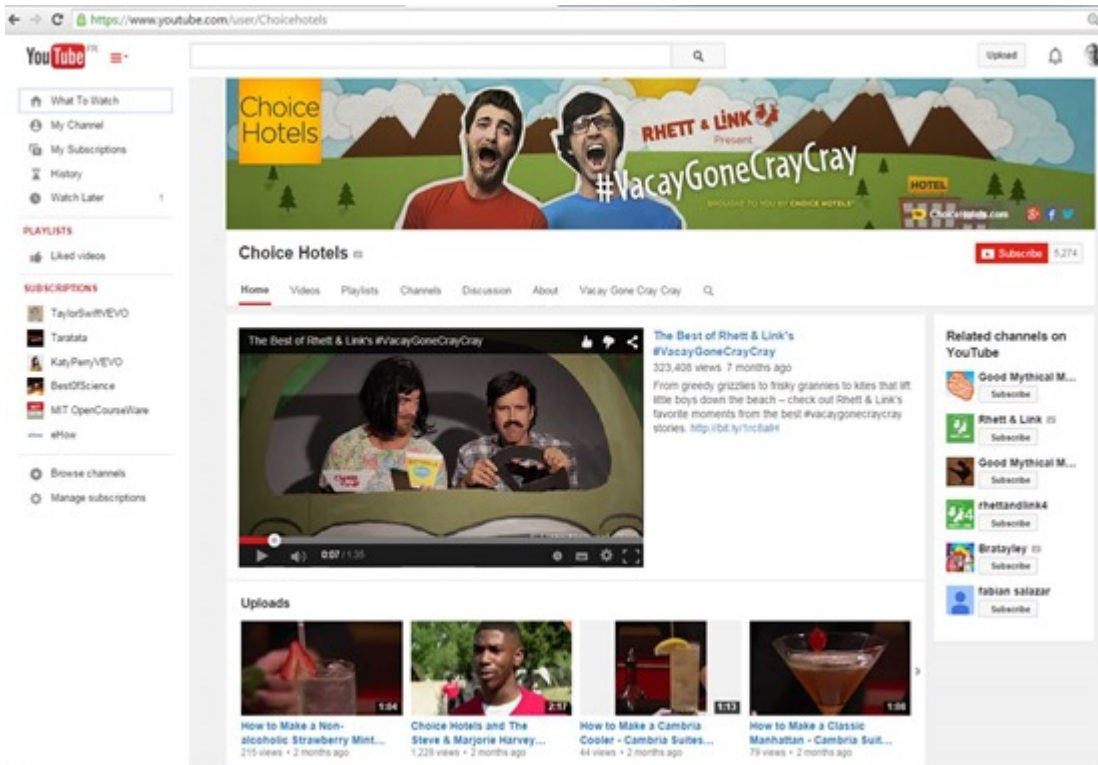 https://www.youtube.com/user/Choicehotels
YouTube FR
Upload
What To Watch
My Channel
My Subscriptions
History
Watch Later 1
PLAYLISTS
Liked videos
SUBSCRIPTIONS
TaylorSwiftVEVO
Taratata
KatyPerryVEVO
BestOfScience
MIT OpenCourseWare
eHow
Browse channels
Manage subscriptions
Choice
Hotels
RHETT & LINK
Present
#VacayGoneCrayCray
BROUGHT TO YOU BY CHOICE HOTELS
HOTEL
ChoiceHotels.com
Choice Hotels
Subscribe 5,274
Home Videos Playlists Channels Discussion About Vacay Gone Cray Cray
The Best of Rhett & Link's #VacayGoneCrayCray
0:07 / 1:35
The Best of Rhett & Link's
#VacayGoneCrayCray
323,408 views 7 months ago
From greedy grizzlies to frisky grannies to kites that lift
little boys down the beach – check out Rhett & Link's
favorite moments from the best #vacaygonecraycray
stories.
Related channels on
YouTube
Good Mythical M...
Subscribe
Rhett & Link
Subscribe
Good Mythical M...
Subscribe
rhettandlink4
Subscribe
Bratayley
Subscribe
fabian salazar
Subscribe
Uploads
1:04
How to Make a Non-
alcoholic Strawberry Mint...
215 views • 2 months ago
2:17
Choice Hotels and The
Steve & Marjorie Harvey...
1,228 views • 2 months ago
1:13
How to Make a Cambria
Cooler - Cambria Suites...
44 views • 2 months ago
1:08
How to Make a Classic
Manhattan - Cambria Suit...
79 views • 2 months ago